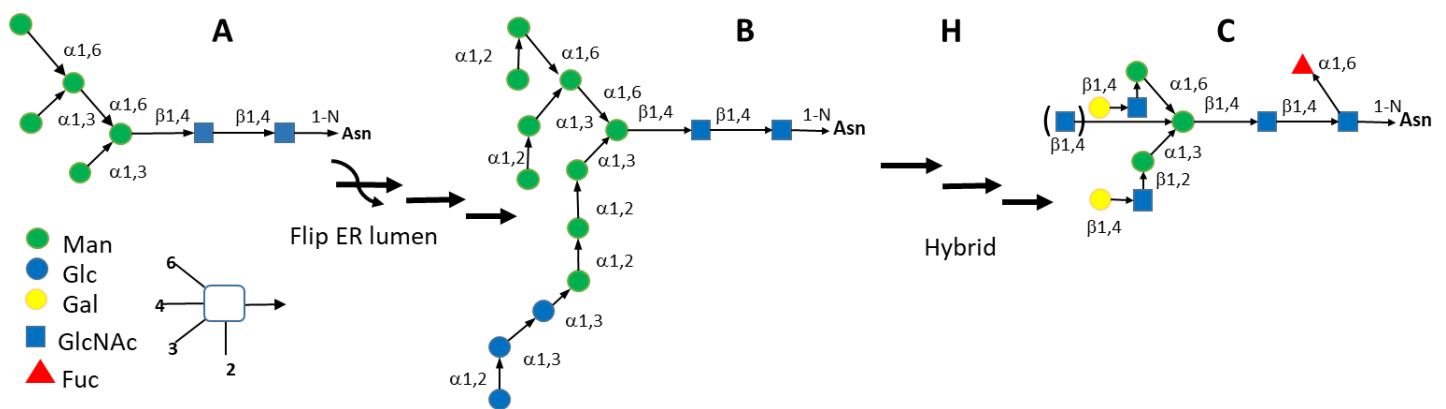 A
B
H
C
α1,6
α1,6
α1,3
α1,3
β1,4
β1,4
1-N
Asn
Flip ER lumen
α1,2
α1,6
α1,6
α1,3
α1,2
α1,3
β1,4
β1,4
1-N
Asn
α1,2
α1,2
α1,3
α1,3
α1,2
Hybrid
β1,4
α1,6
α1,6
( )
β1,4
β1,4
β1,4
1-N
Asn
α1,3
β1,2
β1,4
Man
Glc
Gal
GlcNAc
Fuc
6
4
3
2